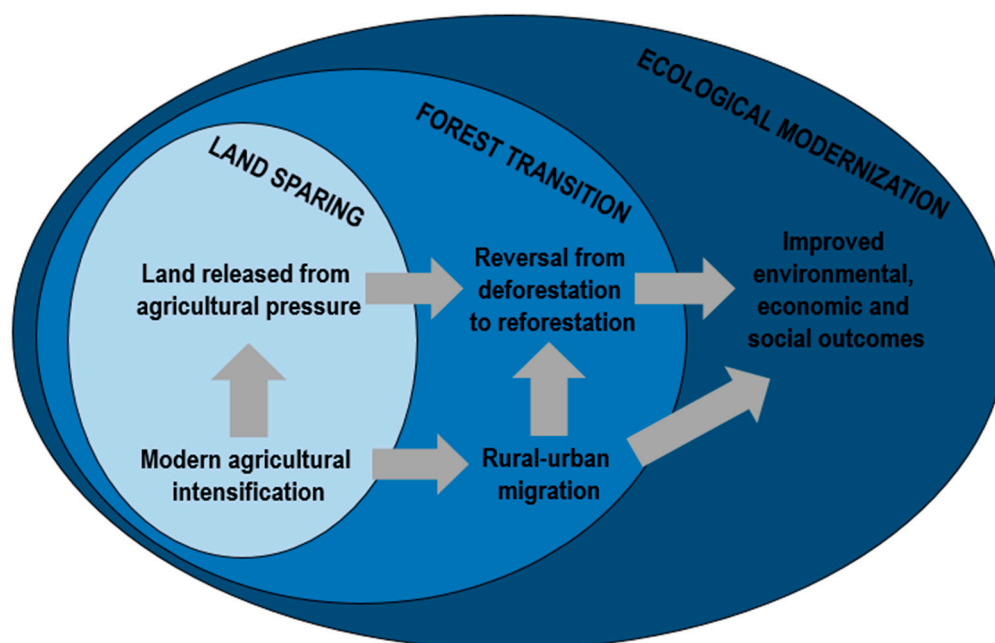 ECOLOGICAL MODERNIZATION
FOREST TRANSITION
LAND SPARING
Land released from
agricultural pressure
Reversal from
deforestation
to reforestation
Improved
environmental,
economic and
social outcomes
Modern agricultural
intensification
Rural-urban
migration